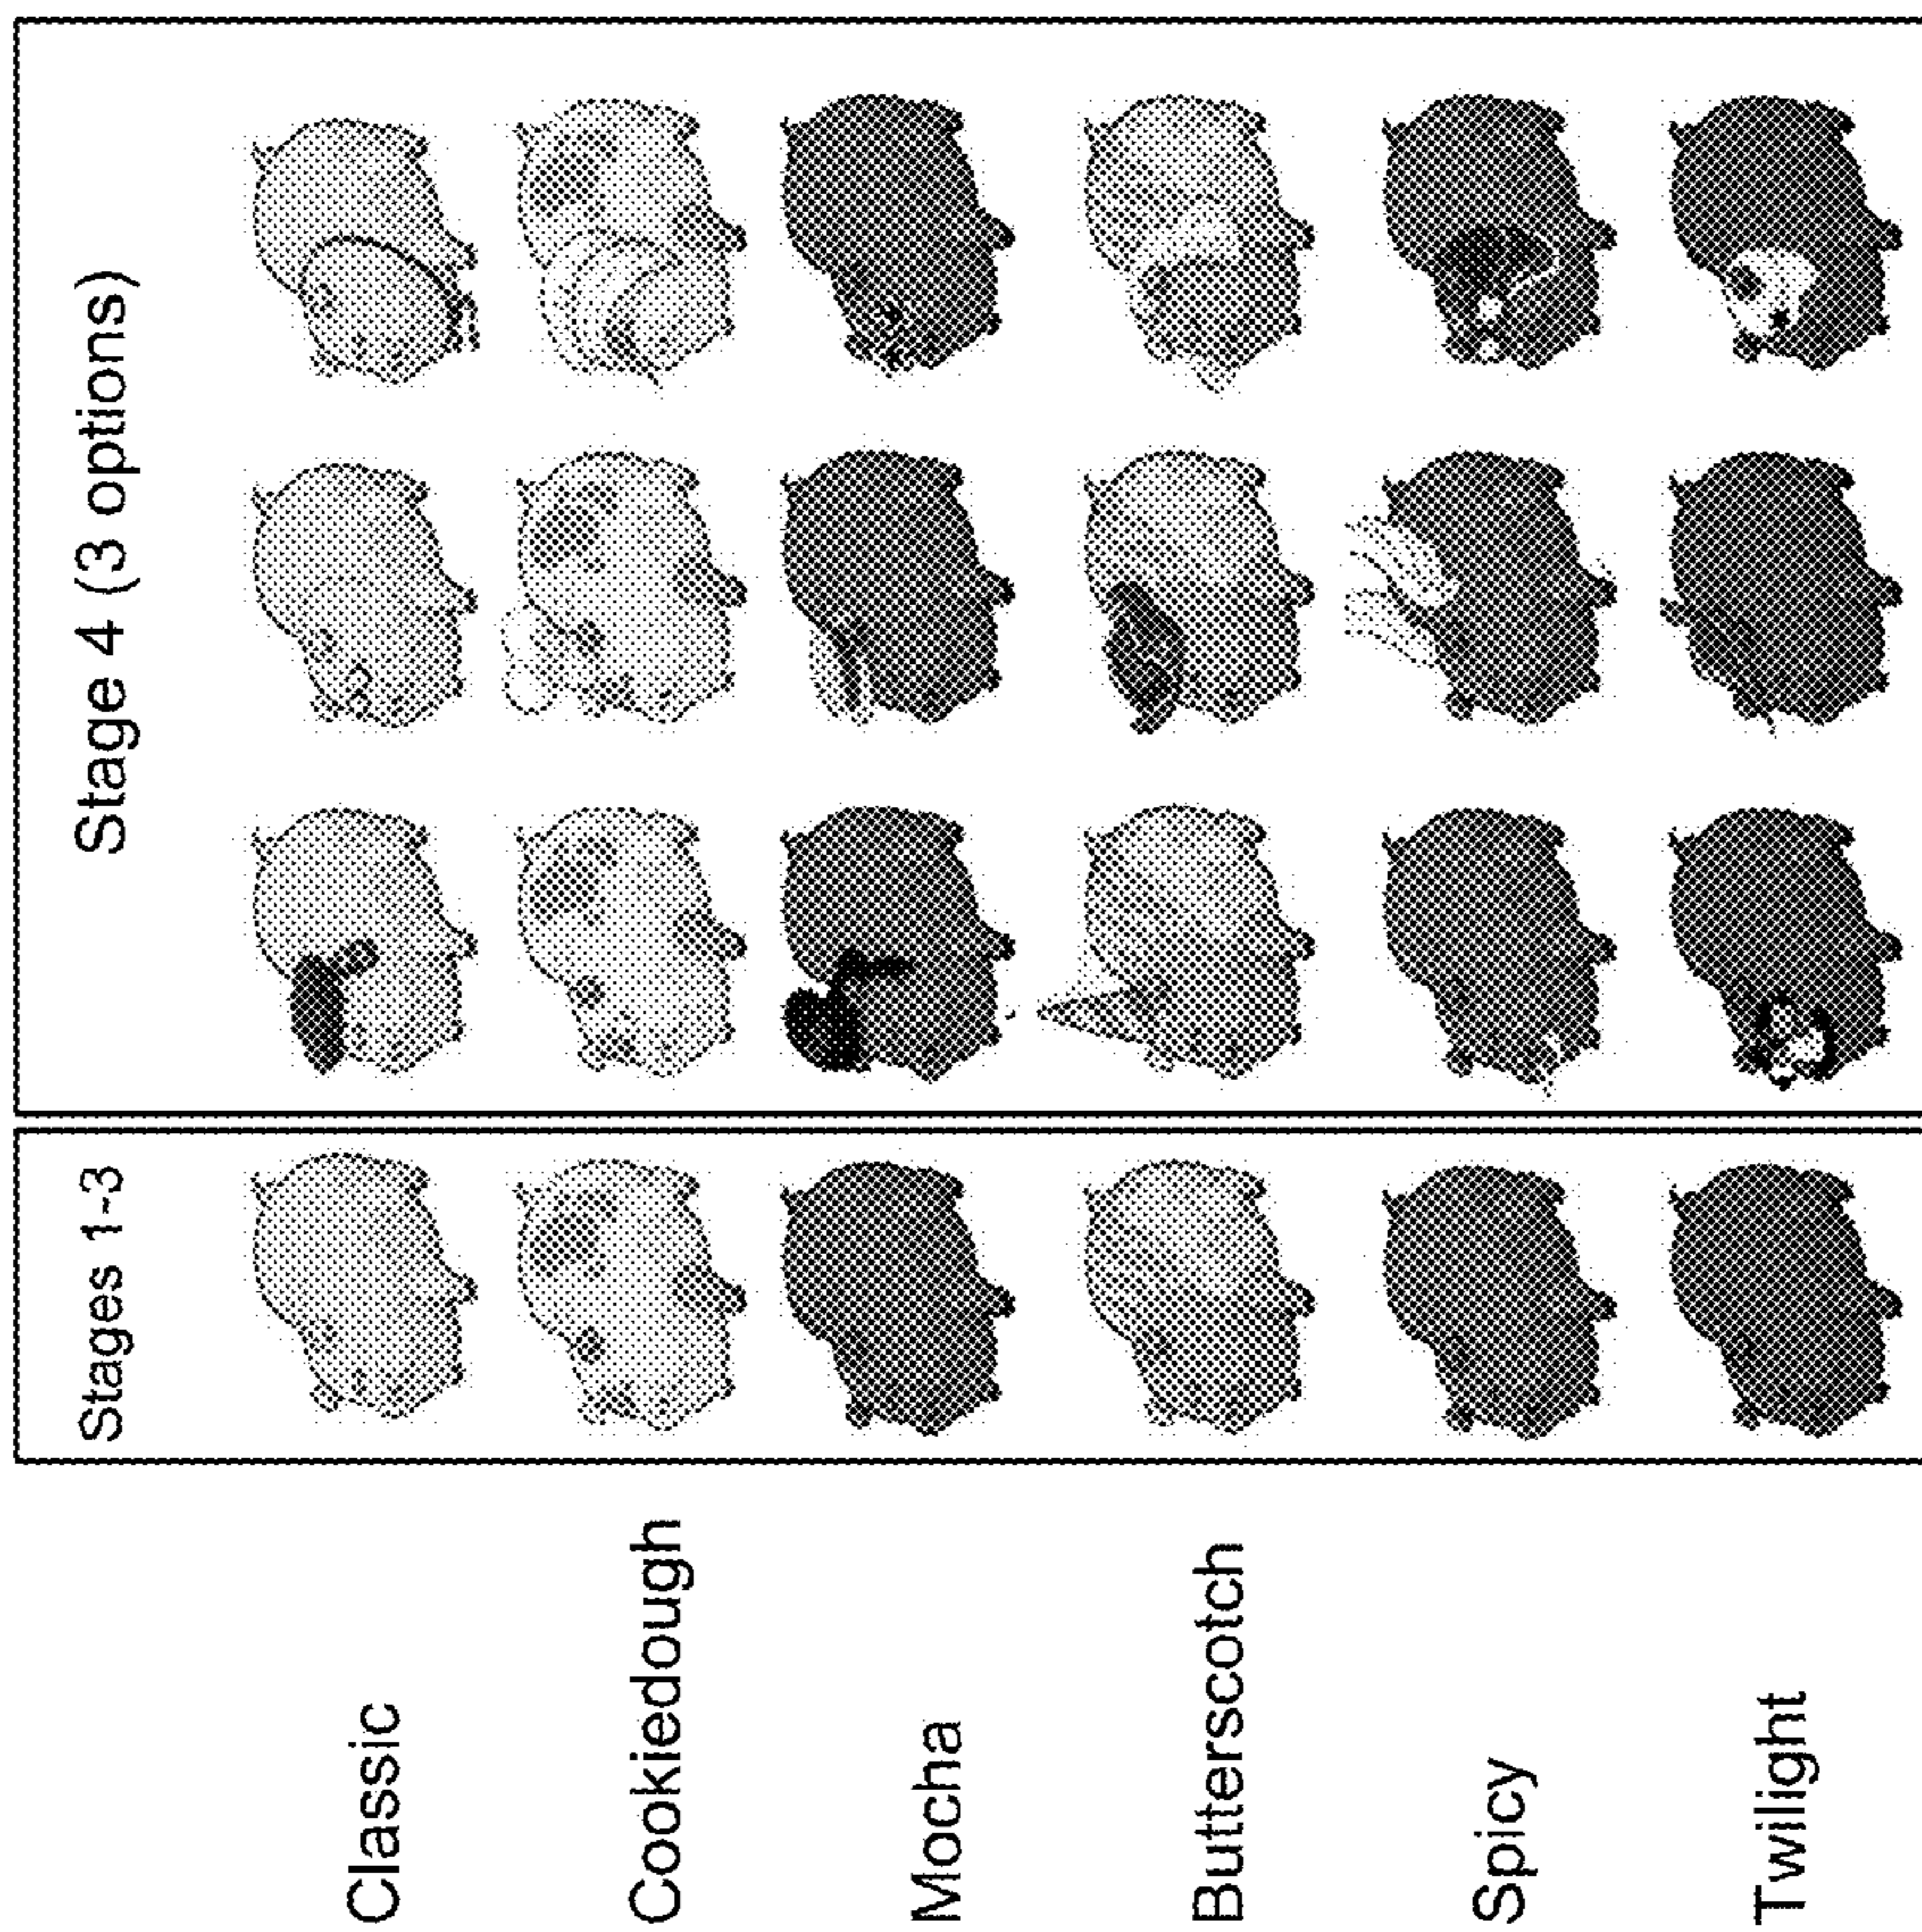 Stages 1-3
Stage 4 (3 options)
Classic
Cookiedough
Mocha
Butterscotch
Spicy
Twilight